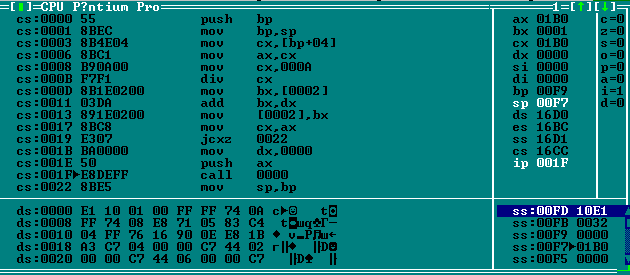 [▮]=CPU P?ntium Pro 1=[↑][↓]
cs:0000 55 push bp ax 01B0 c=0
cs:0001 8BEC mov bp,sp bx 0001 z=0
cs:0003 8B4E04 mov cx,[bp+04] cx 01B0 s=0
cs:0006 8BC1 mov ax,cx dx 0000 o=0
cs:0008 B90A00 mov cx,000A si 0000 p=0
cs:000B F7F1 div cx di 0000 a=0
cs:000D 8B1E0200 mov bx,[0002] bp 00F9 i=1
cs:0011 03DA add bx,dx sp 00F7 d=0
cs:0013 891E0200 mov [0002],bx ds 16D0
cs:0017 8BC8 mov cx,ax es 16BC
cs:0019 E307 jcxz 0022 ss 16D1
cs:001B BA0000 mov dx,0000 cs 16CC
cs:001E 50 push ax ip 001F
cs:001F►E8DEFF call 0000
cs:0022 8BE5 mov sp,bp
ds:0000 E1 10 01 00 FF FF 74 0A ss:00FD 10E1
ds:0008 FF 74 08 E8 71 05 83 C4 ss:00FB 0032
ds:0010 04 FF 76 16 90 0E E8 1B ss:00F9 0000
ds:0018 A3 C7 04 00 00 C7 44 02 ss:00F7►01B0
ds:0020 00 00 C7 44 06 00 00 C7 ss:00F5 0000